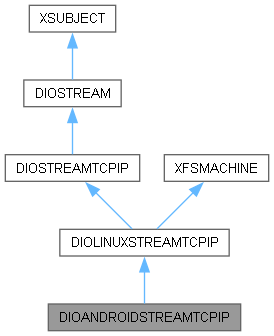 XSUBJECT
DIOSTREAM
DIOSTREAMTCPIP
XFSMACHINE
DIOLINUXSTREAMTCPIP
DIOANDROIDSTREAMTCPIP